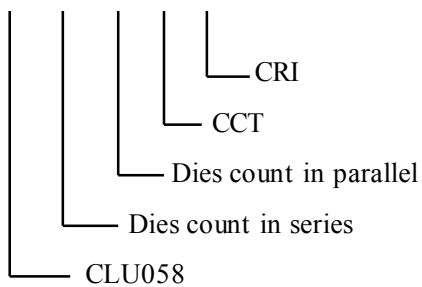 CRI
CCT
Dies count in parallel
Dies count in series
CLU058